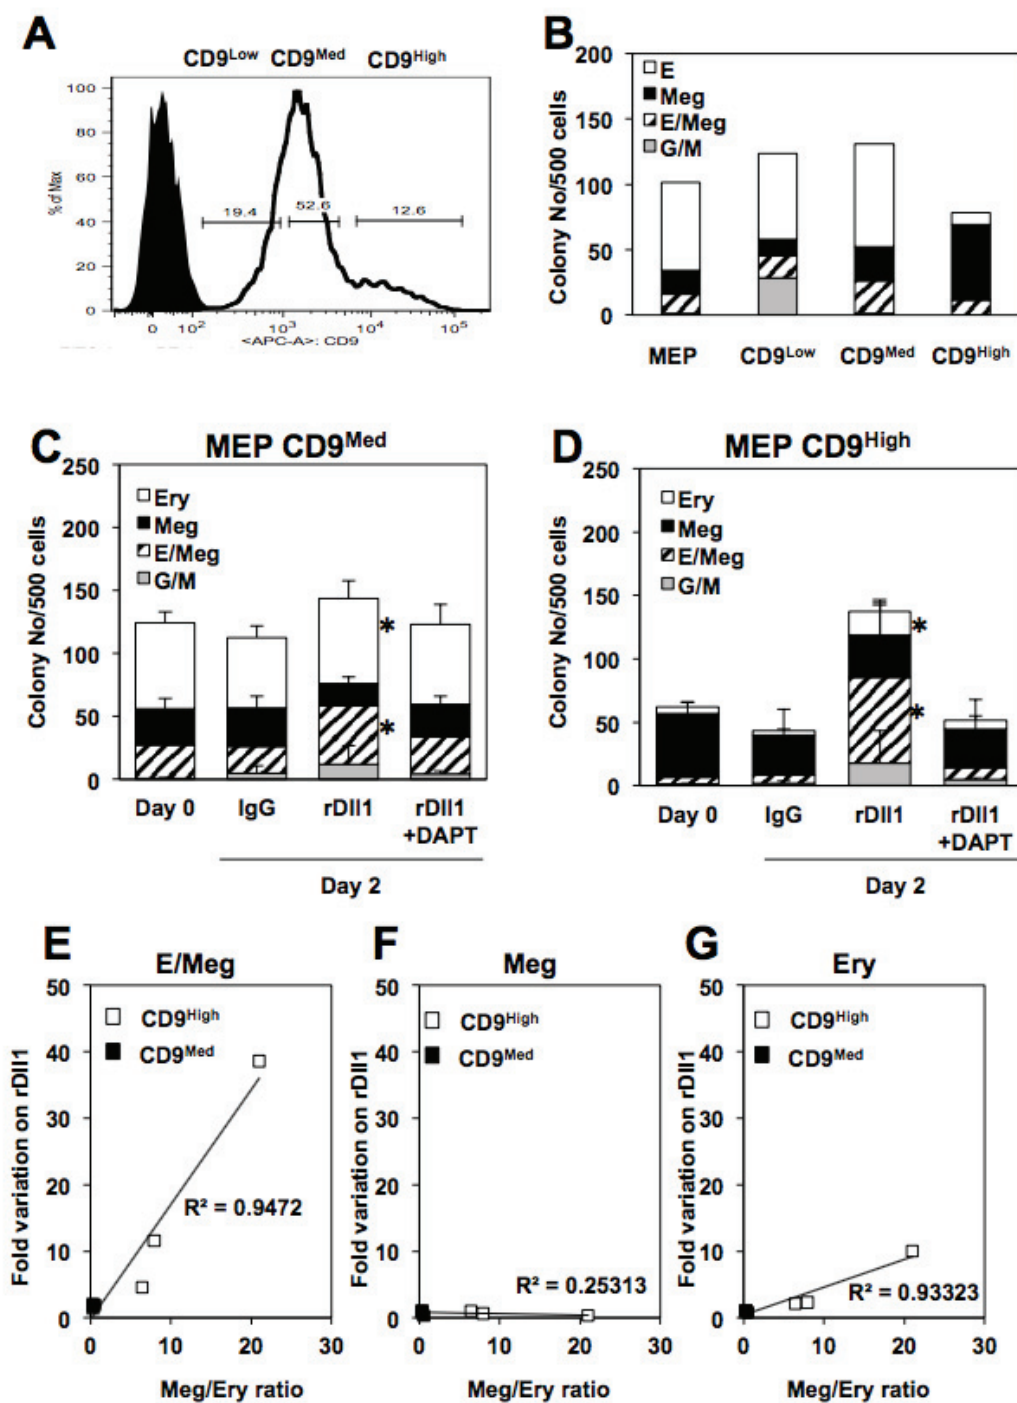 A
CD9Low CD9Med CD9High
% of Max
100
80
60
40
20
0
19.4 52.6 12.6
0 10² 10³ 10⁴ 10⁵
<APC-A>: CD9
B
Colony No/500 cells
200
150
100
50
0
E
Meg
E/Meg
G/M
MEP CD9Low CD9Med CD9High
C
MEP CD9Med
Colony No/500 cells
250
200
150
100
50
0
Ery
Meg
E/Meg
G/M
*
*
Day 0 IgG rDll1 rDll1
+DAPT
Day 2
D
MEP CD9High
Colony No/500 cells
250
200
150
100
50
0
Ery
Meg
E/Meg
G/M
*
*
Day 0 IgG rDll1 rDll1
+DAPT
Day 2
E
E/Meg
Fold variation on rDll1
50
40
30
20
10
0
CD9High
CD9Med
R² = 0.9472
0 10 20 30
Meg/Ery ratio
F
Meg
Fold variation on rDll1
50
40
30
20
10
0
CD9High
CD9Med
R² = 0.25313
0 10 20 30
Meg/Ery ratio
G
Ery
Fold variation on rDll1
50
40
30
20
10
0
CD9High
CD9Med
R² = 0.93323
0 10 20 30
Meg/Ery ratio